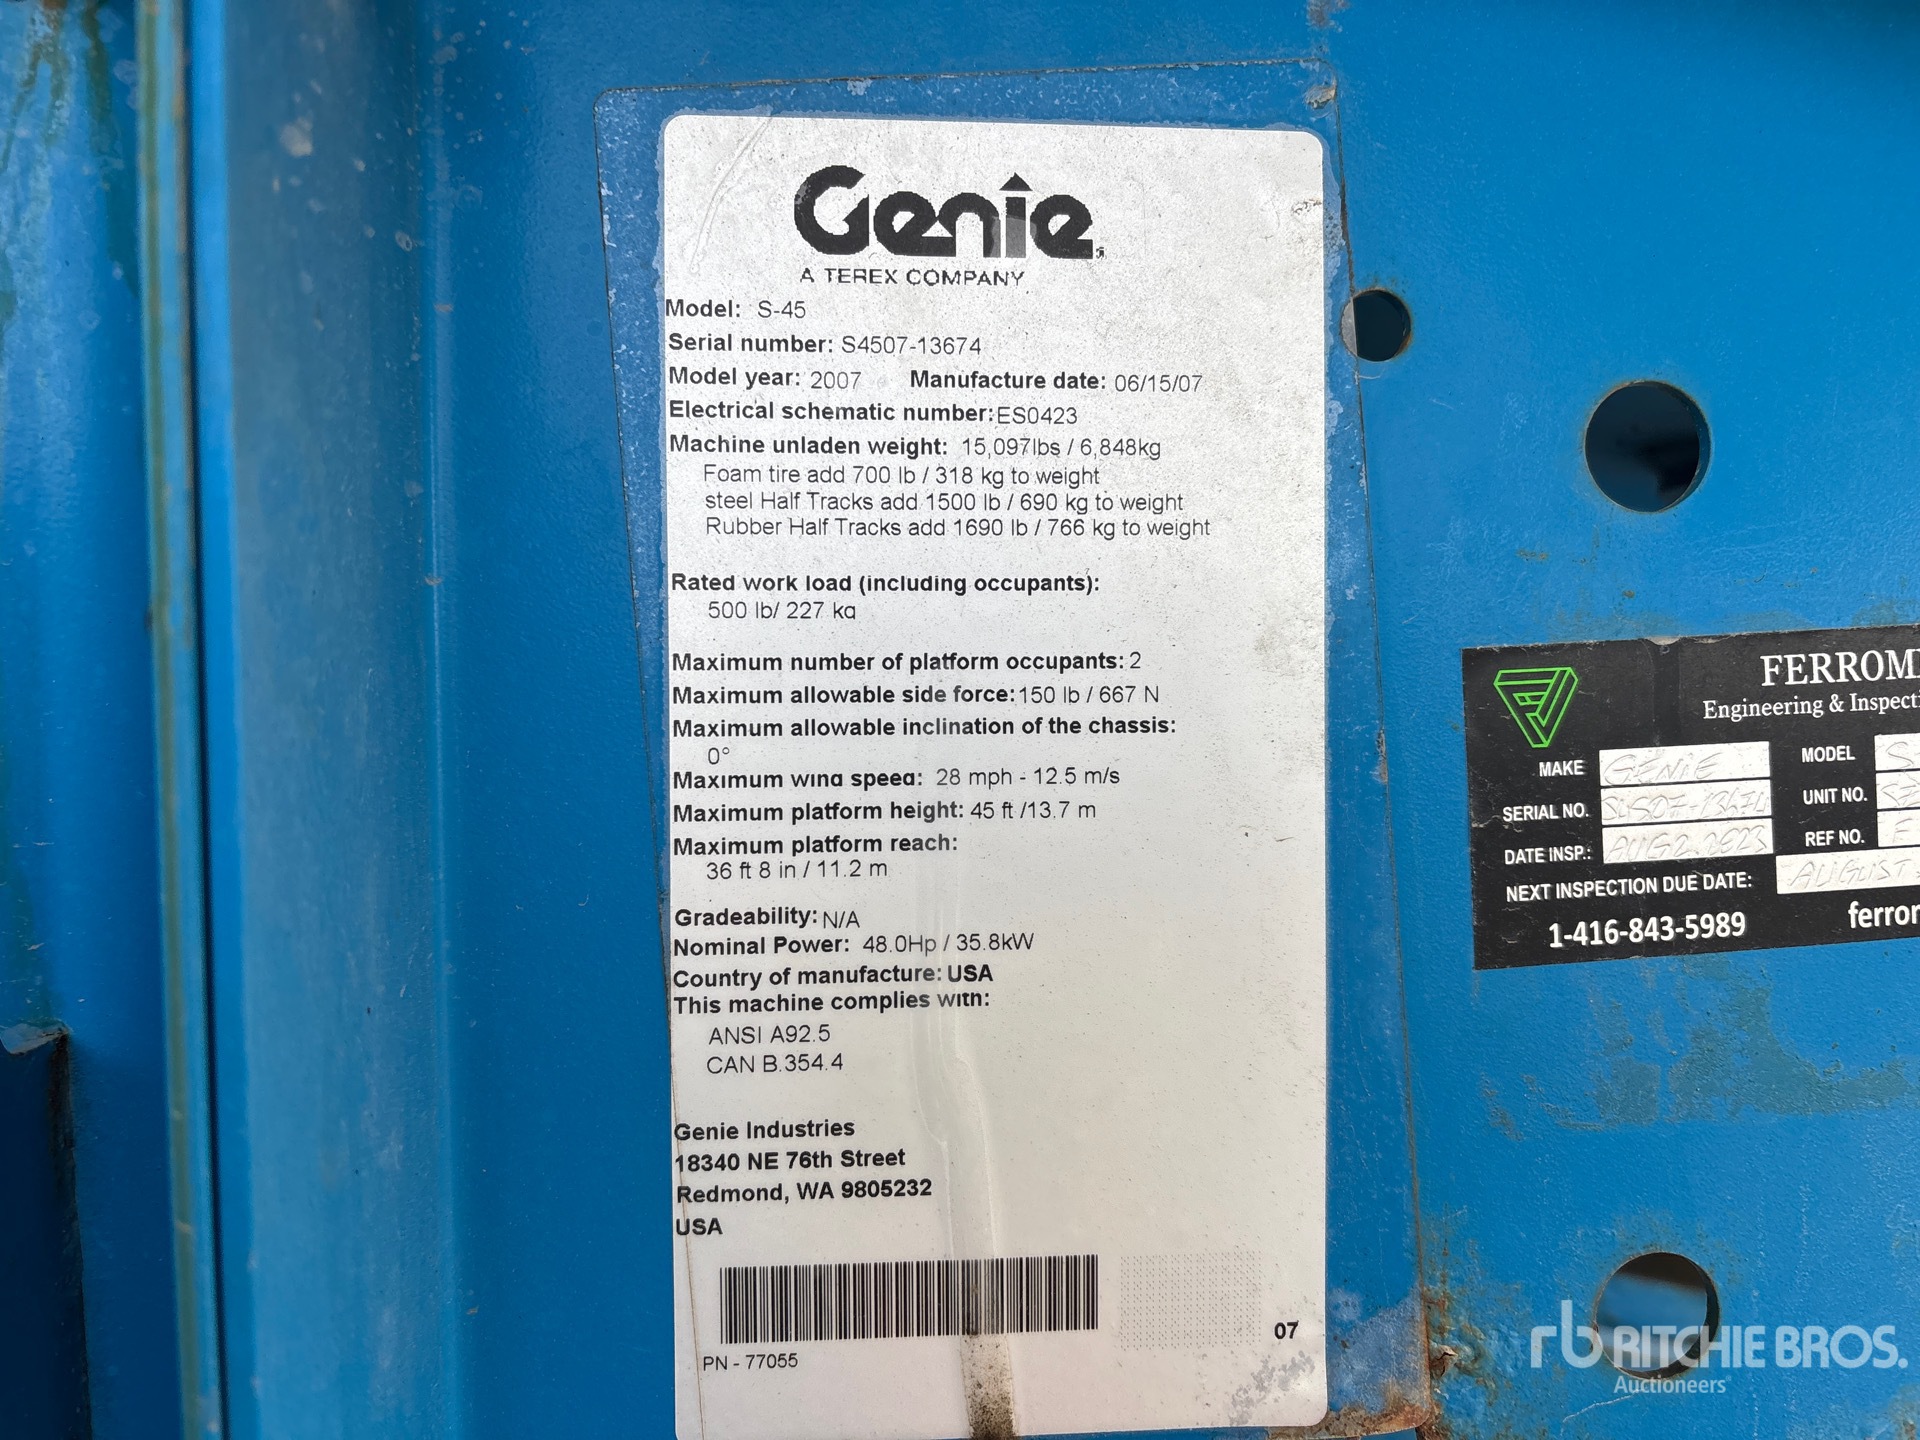 Genie
A TEREX COMPANY
Model: S-45
Serial number: S4507-13674
Model year: 2007 Manufacture date: 06/15/07
Electrical schematic number: ES0423
Machine unladen weight: 15,097lbs / 6,848kg
Foam tire add 700 lb / 318 kg to weight
steel Half Tracks add 1500 lb / 690 kg to weight
Rubber Half Tracks add 1690 lb / 766 kg to weight
Rated work load (including occupants):
500 lb/ 227 kg
Maximum number of platform occupants: 2
Maximum allowable side force: 150 lb / 667 N
Maximum allowable inclination of the chassis:
0°
Maximum wind speed: 28 mph - 12.5 m/s
Maximum platform height: 45 ft /13.7 m
Maximum platform reach:
36 ft 8 in / 11.2 m
Gradeability: N/A
Nominal Power: 48.0Hp / 35.8kW
Country of manufacture: USA
This machine complies with:
ANSI A92.5
CAN B.354.4
Genie Industries
18340 NE 76th Street
Redmond, WA 9805232
USA
07
PN - 77055
Engineering &
MAKE GENIE MODEL
SERIAL NO. S4507-13674 UNIT NO.
DATE INSP.: AUG 2.2023 REF NO.
NEXT INSPECTION DUE DATE: AUGUST
1-416-843-5989
rb RITCHIE BROS.
Auctioneers